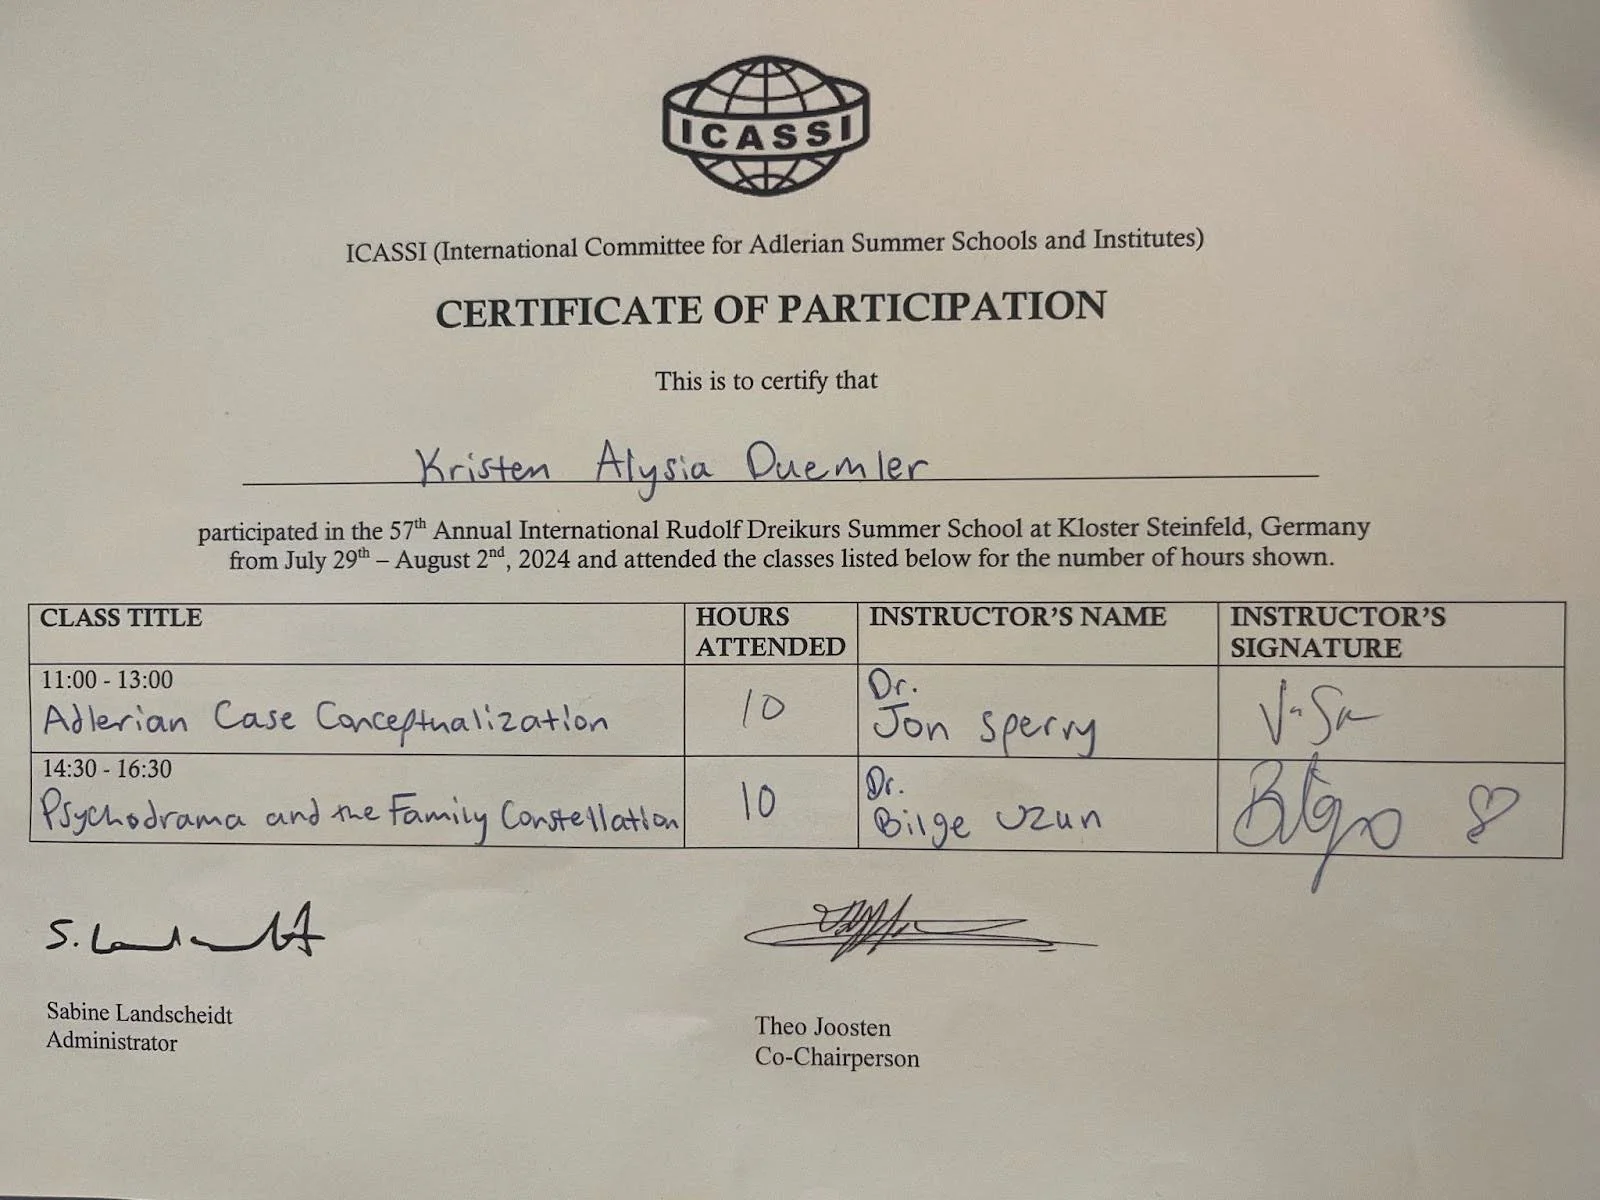 ICASSI
ICASSI (International Committee for Adlerian Summer Schools and Institutes)
CERTIFICATE OF PARTICIPATION
This is to certify that
Kristen Alysia Duemler
participated in the 57th Annual International Rudolf Dreikurs Summer School at Kloster Steinfeld, Germany
from July 29th – August 2nd, 2024 and attended the classes listed below for the number of hours shown.
CLASS TITLE
HOURS
ATTENDED
INSTRUCTOR'S NAME
INSTRUCTOR'S
SIGNATURE
11:00 - 13:00
Adlerian Case Conceptualization
10
Dr.
Jon Sperry
14:30 - 16:30
Psychodrama and the Family Constellation
10
Dr.
Bilge Uzun
Sabine Landscheidt
Administrator
Theo Joosten
Co-Chairperson